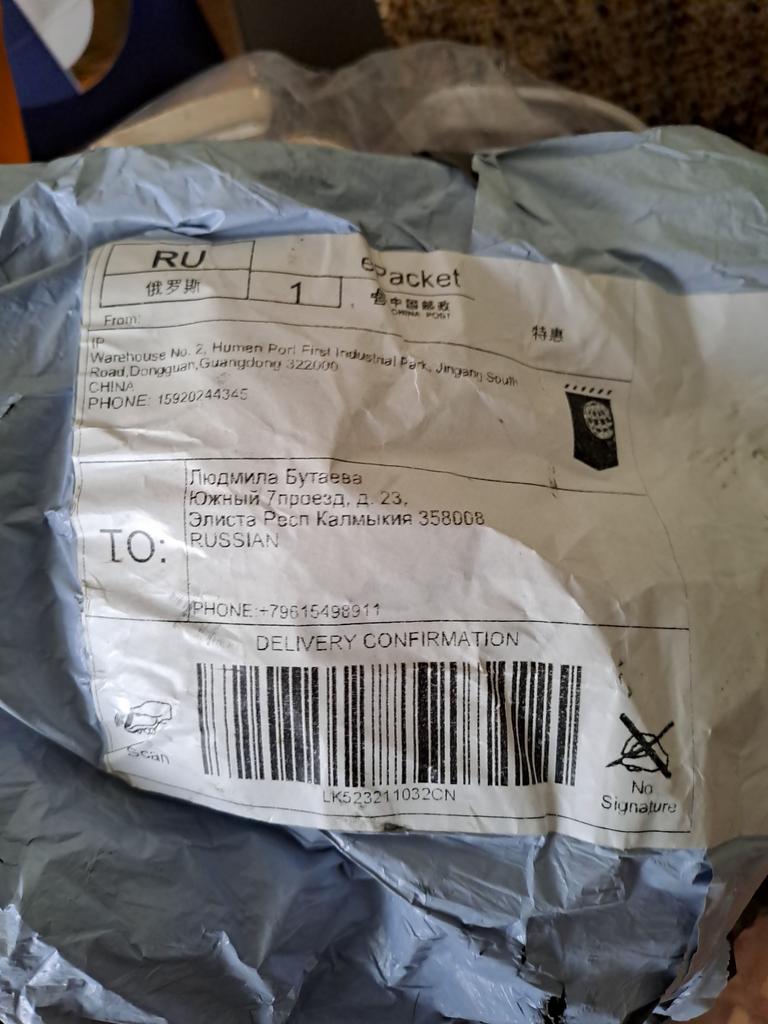 RU
俄罗斯
1
ePacket
中国邮政
CHINA POST
特惠
From:
IP
Warehouse No. 2, Humen Port First Industrial Park, Jingang South
Road,Dongguan,Guangdong 322000
CHINA
PHONE: 15920244345
TO:
Людмила Бутаева
Южный 7проезд, д. 23,
Элиста Респ Калмыкия 358008
RUSSIAN
PHONE:+79615498911
DELIVERY CONFIRMATION
Scan
LK523211032CN
No
Signature